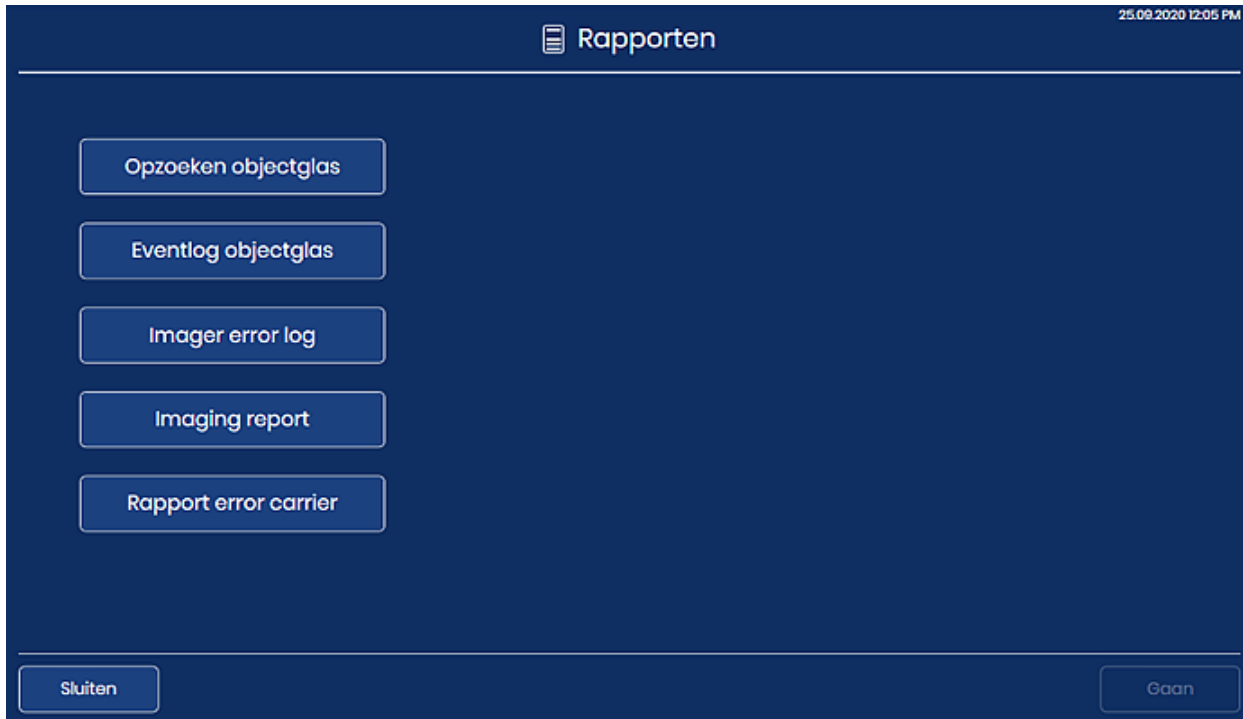 25.09.2020 12:05 PM
Rapporten
Opzoeken objectglas
Eventlog objectglas
Imager error log
Imaging report
Rapport error carrier
Sluiten
Gaan